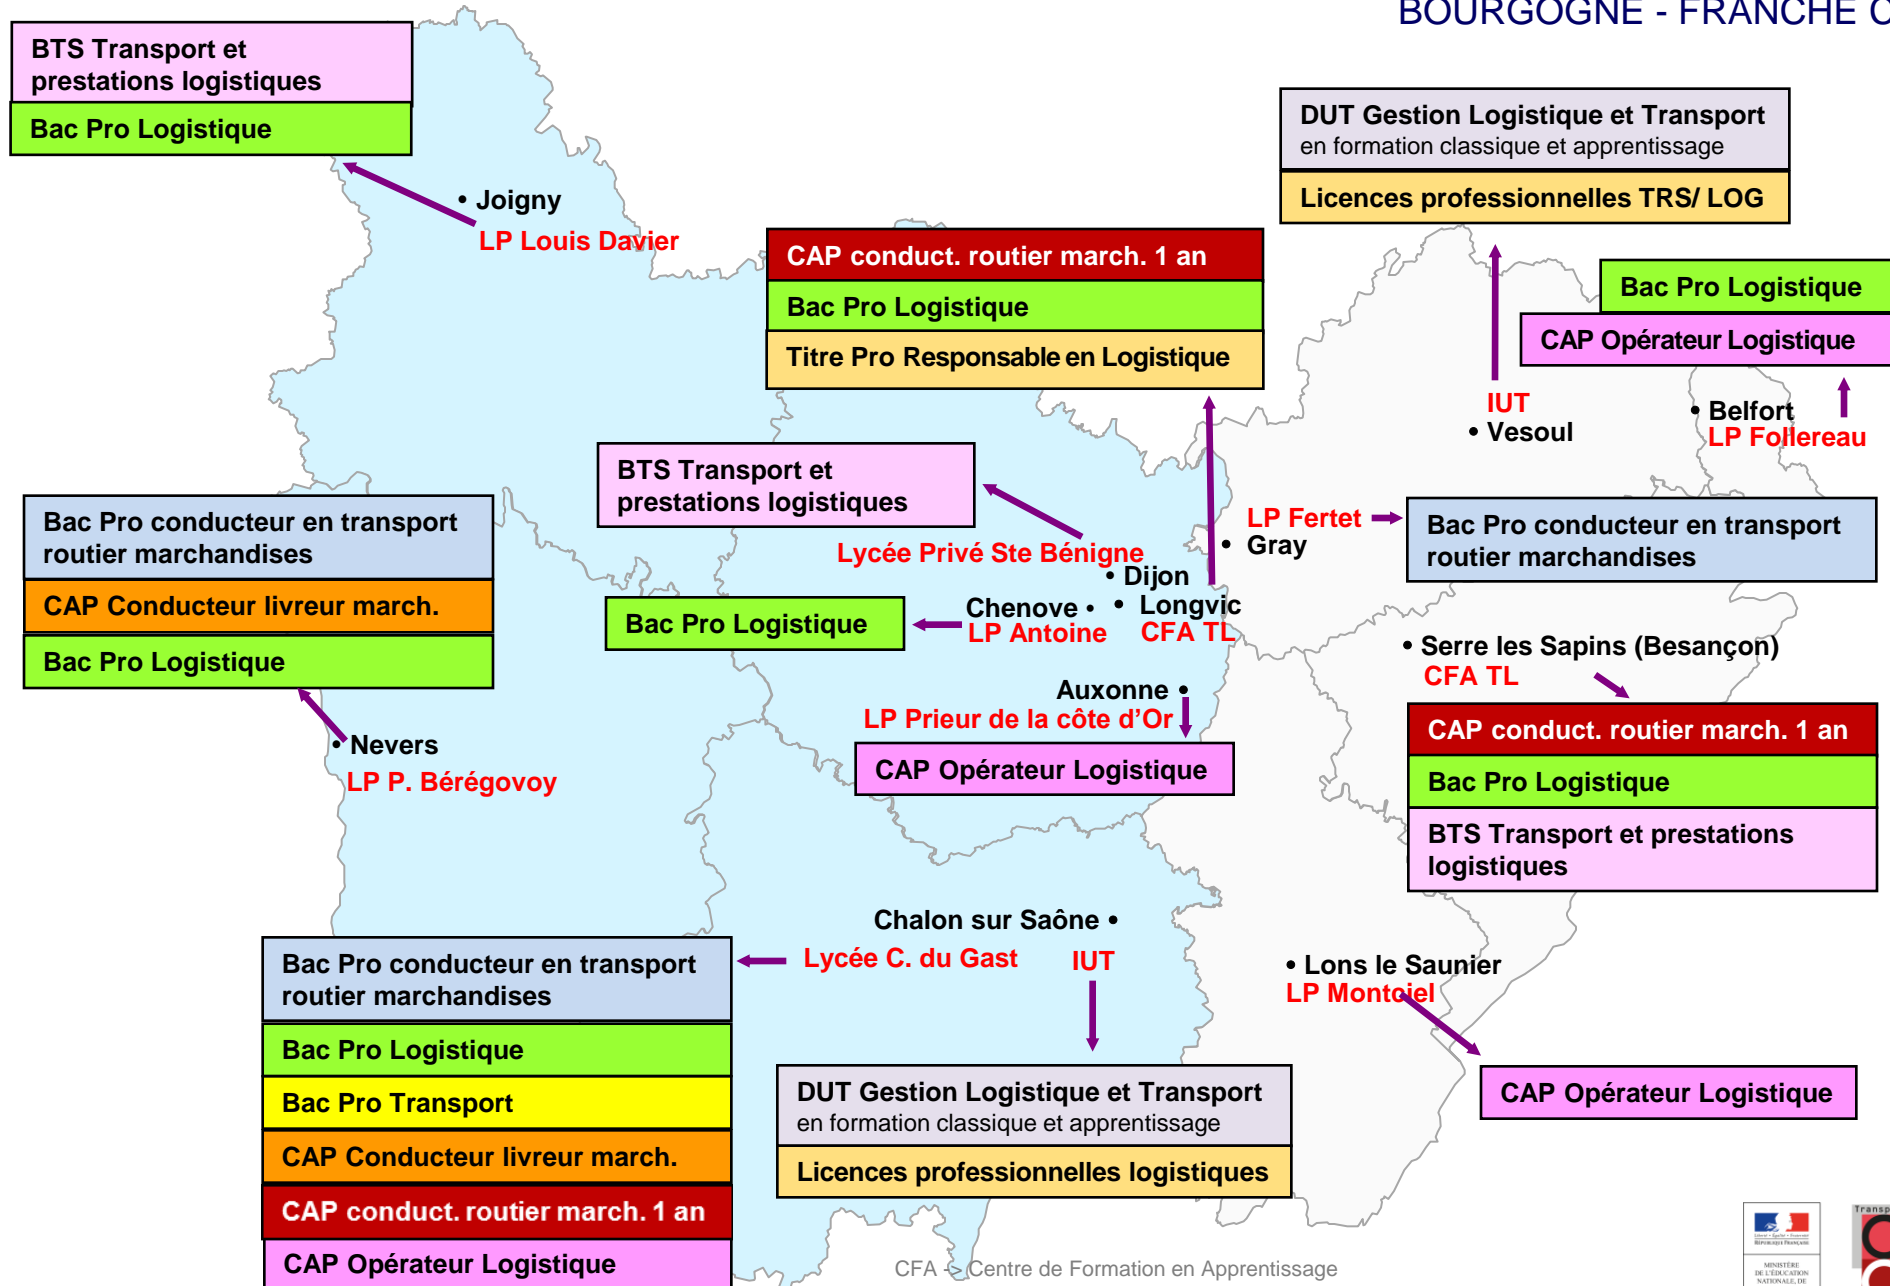 BOURGOGNE - FRANCHE C
BTS Transport et
prestations logistiques
Bac Pro Logistique
• Joigny
LP Louis Davier
DUT Gestion Logistique et Transport
en formation classique et apprentissage
Licences professionnelles TRS/ LOG
IUT
• Vesoul
Bac Pro Logistique
CAP Opérateur Logistique
• Belfort
LP Follereau
CAP conduct. routier march. 1 an
Bac Pro Logistique
Titre Pro Responsable en Logistique
BTS Transport et
prestations logistiques
Lycée Privé Ste Bénigne
• Dijon
• Longvic
CFA TL
Chenove •
LP Antoine
Bac Pro Logistique
LP Fertet
• Gray
Bac Pro conducteur en transport
routier marchandises
Bac Pro conducteur en transport
routier marchandises
CAP Conducteur livreur march.
Bac Pro Logistique
• Nevers
LP P. Bérégovoy
Auxonne •
LP Prieur de la côte d’Or
CAP Opérateur Logistique
• Serre les Sapins (Besançon)
CFA TL
CAP conduct. routier march. 1 an
Bac Pro Logistique
BTS Transport et prestations
logistiques
Chalon sur Saône •
Lycée C. du Gast
IUT
Bac Pro conducteur en transport
routier marchandises
Bac Pro Logistique
Bac Pro Transport
CAP Conducteur livreur march.
CAP conduct. routier march. 1 an
CAP Opérateur Logistique
DUT Gestion Logistique et Transport
en formation classique et apprentissage
Licences professionnelles logistiques
• Lons le Saunier
LP Montciel
CAP Opérateur Logistique
CFA -> Centre de Formation en Apprentissage
RÉPUBLIQUE FRANÇAISE
MINISTÈRE
DE L'ÉDUCATION
NATIONALE, DE
Transp